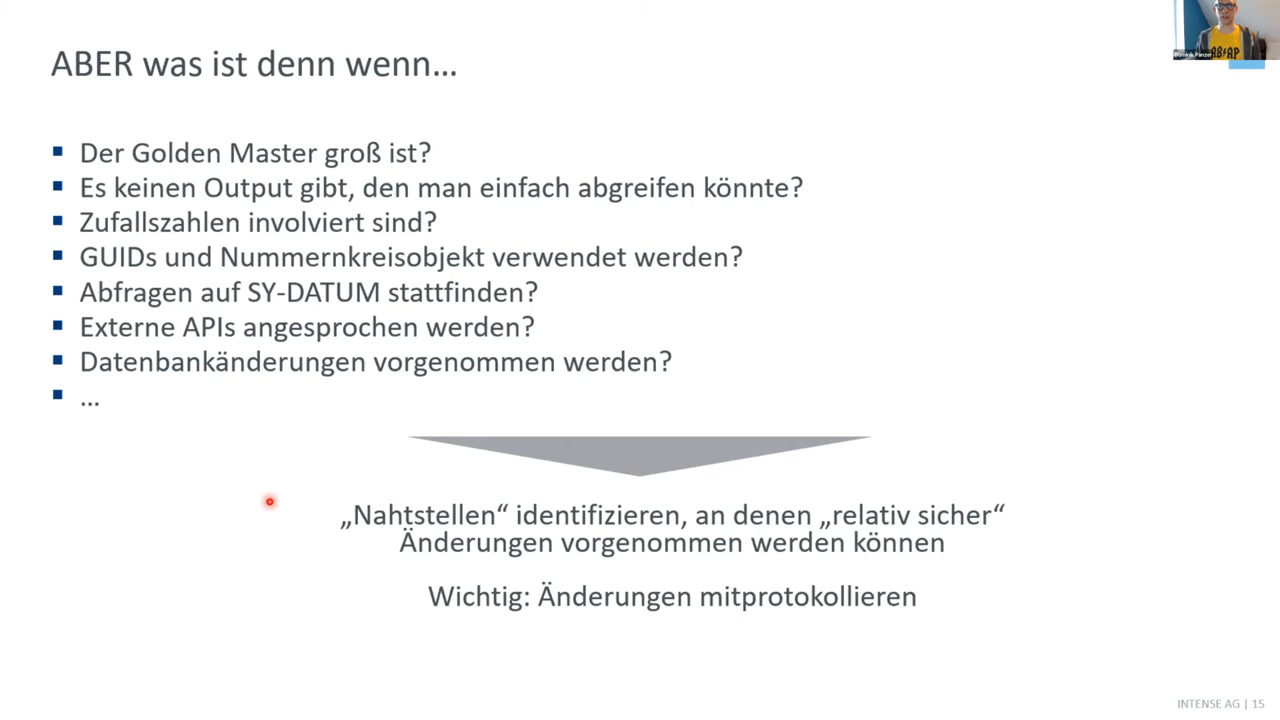 ABER was ist denn wenn...
Der Golden Master groß ist?
Es keinen Output gibt, den man einfach abgreifen könnte?
Zufallszahlen involviert sind?
GUIDs und Nummernkreisobjekt verwendet werden?
Abfragen auf SY-DATUM stattfinden?
Externe APIs angesprochen werden?
Datenbankänderungen vorgenommen werden?
...
„Nahtstellen“ identifizieren, an denen „relativ sicher“
Änderungen vorgenommen werden können
Wichtig: Änderungen mitprotokollieren
Dominik Panzer
INTENSE AG | 15